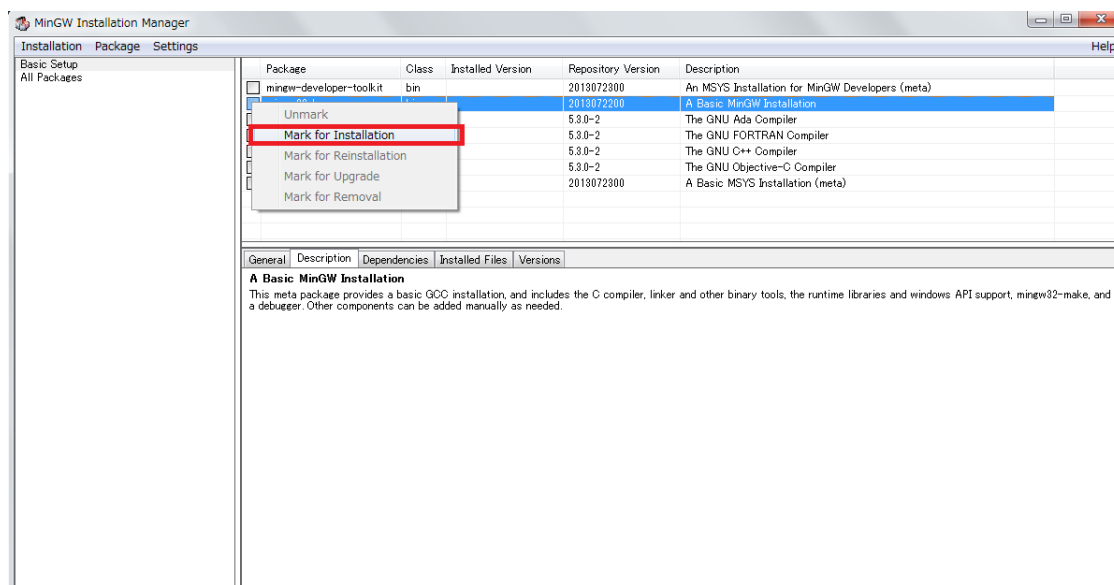 MinGW Installation Manager
Installation Package Settings Help
Basic Setup
All Packages
Package Class Installed Version Repository Version Description
mingw-developer-toolkit bin 2013072300 An MSYS Installation for MinGW Developers (meta)
2013072200 A Basic MinGW Installation
5.3.0-2 The GNU Ada Compiler
5.3.0-2 The GNU FORTRAN Compiler
5.3.0-2 The GNU C++ Compiler
5.3.0-2 The GNU Objective-C Compiler
2013072300 A Basic MSYS Installation (meta)
Unmark
Mark for Installation
Mark for Reinstallation
Mark for Upgrade
Mark for Removal
General Description Dependencies Installed Files Versions
A Basic MinGW Installation
This meta package provides a basic GCC installation, and includes the C compiler, linker and other binary tools, the runtime libraries and windows API support, mingw32-make, and
a debugger. Other components can be added manually as needed.